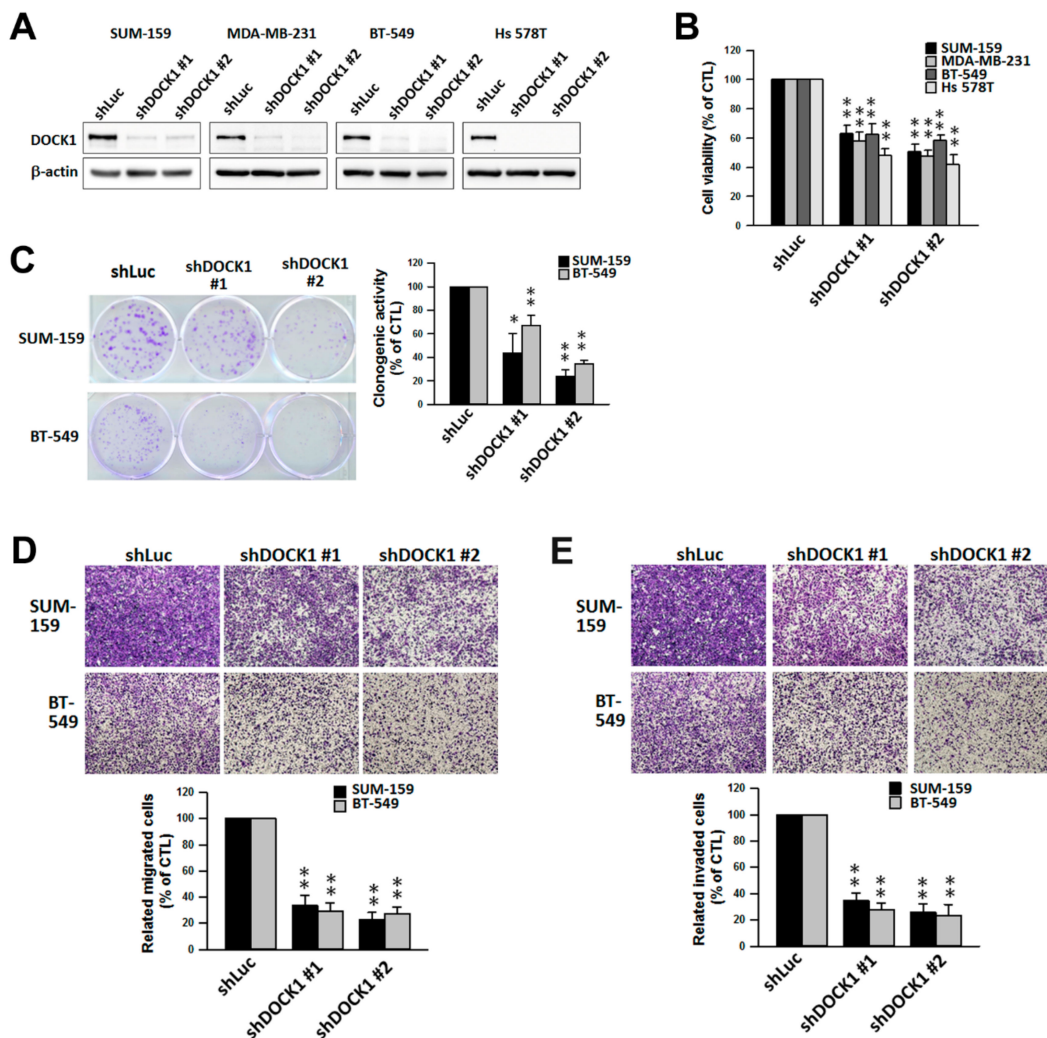 A
SUM-159 MDA-MB-231 BT-549 Hs 578T
shLuc shDOCK1 #1 shDOCK1 #2 shLuc shDOCK1 #1 shDOCK1 #2 shLuc shDOCK1 #1 shDOCK1 #2 shLuc shDOCK1 #1 shDOCK1 #2
DOCK1
β-actin
B
SUM-159
MDA-MB-231
BT-549
Hs 578T
Cell viability (% of CTL)
120
100
80
60
40
20
0
** ** ** ** ** ** ** **
shLuc shDOCK1 #1 shDOCK1 #2
C
shLuc shDOCK1 #1 shDOCK1 #2
SUM-159
BT-549
SUM-159
BT-549
Clonogenic activity
(% of CTL)
120
100
80
60
40
20
0
* ** ** **
shLuc shDOCK1 #1 shDOCK1 #2
D
shLuc shDOCK1 #1 shDOCK1 #2
SUM-
159
BT-
549
SUM-159
BT-549
Related migrated cells
(% of CTL)
120
100
80
60
40
20
0
** ** ** **
shLuc shDOCK1 #1 shDOCK1 #2
E
shLuc shDOCK1 #1 shDOCK1 #2
SUM-
159
BT-
549
SUM-159
BT-549
Related invaded cells
(% of CTL)
120
100
80
60
40
20
0
** ** ** **
shLuc shDOCK1 #1 shDOCK1 #2